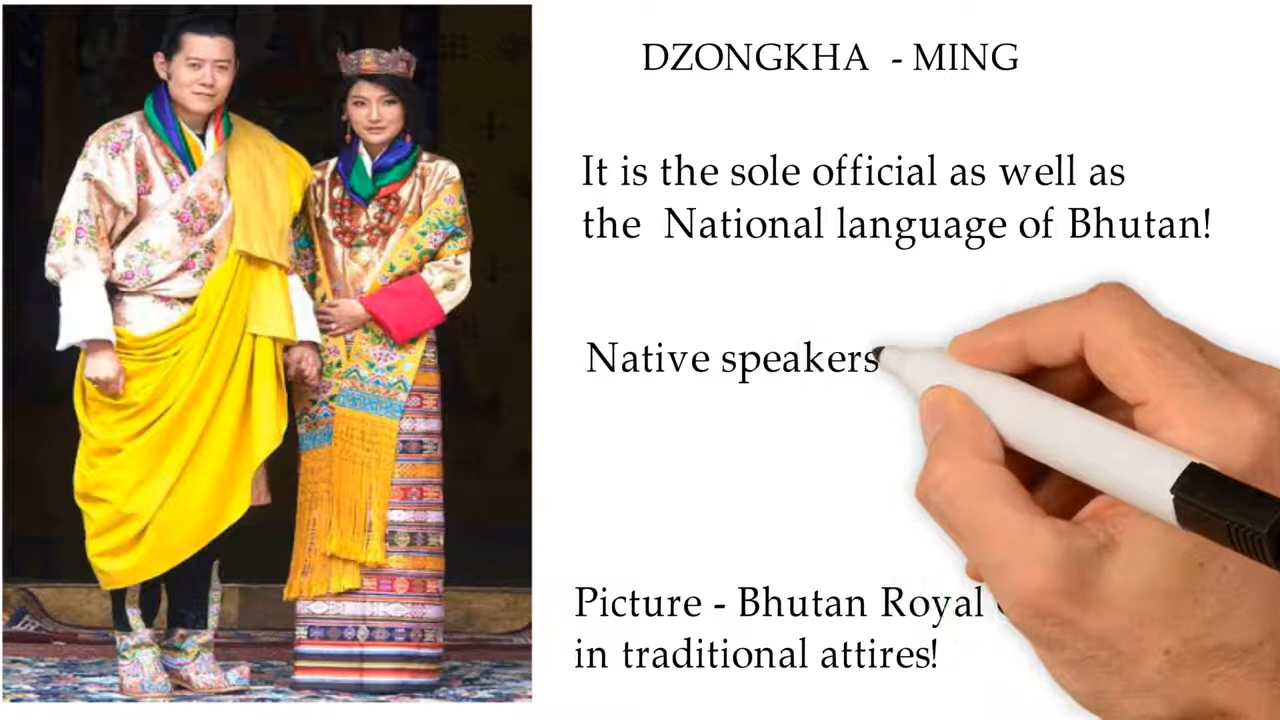 DZONGKHA - MING
It is the sole official as well as
the National language of Bhutan!
Native speakers
Picture - Bhutan Royal
in traditional attires!